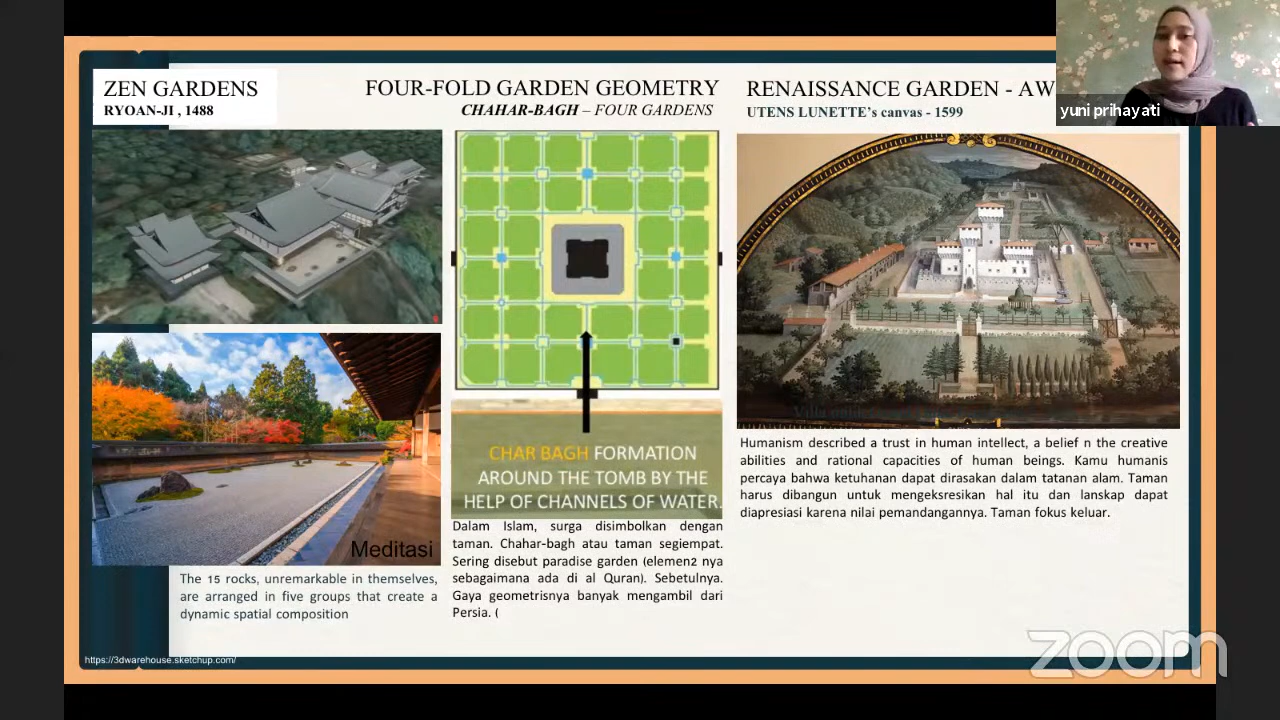 ZEN GARDENS
RYOAN-JI , 1488
Meditasi
The 15 rocks, unremarkable in themselves,
are arranged in five groups that create a
dynamic spatial composition
https://3dwarehouse.sketchup.com/
FOUR-FOLD GARDEN GEOMETRY
CHAHAR-BAGH – FOUR GARDENS
CHAR BAGH FORMATION
AROUND THE TOMB BY THE
HELP OF CHANNELS OF WATER.
Dalam Islam, surga disimbolkan dengan
taman. Chahar-bagh atau taman segiempat.
Sering disebut paradise garden (elemen2 nya
sebagaimana ada di al Quran). Sebetulnya.
Gaya geometrisnya banyak mengambil dari
Persia. (
RENAISSANCE GARDEN - AW
UTENS LUNETTE's canvas - 1599
Humanism described a trust in human intellect, a belief n the creative
abilities and rational capacities of human beings. Kamu humanis
percaya bahwa ketuhanan dapat dirasakan dalam tatanan alam. Taman
harus dibangun untuk mengeksresikan hal itu dan lanskap dapat
diapresiasi karena nilai pemandangannya. Taman fokus keluar.
yuni prihayati
zoom